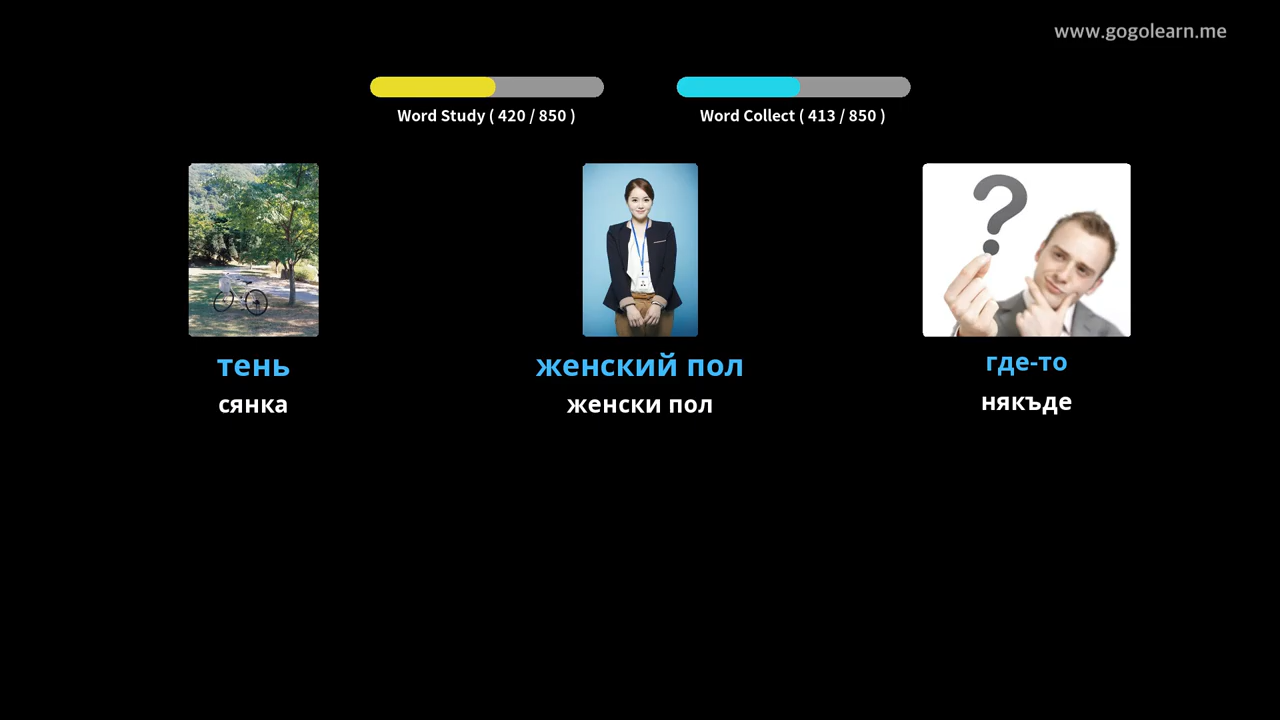 www.gogolearn.me
Word Study ( 420 / 850 )
Word Collect ( 413 / 850 )
тень
сянка
женский пол
женски пол
где-то
някъде